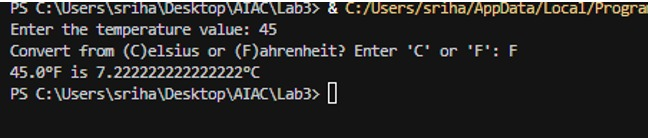 PS C:\Users\sriha\Desktop\AIAC\Lab3> & C:/Users/sriha/AppData/Local/Progra
Enter the temperature value: 45
Convert from (C)elsius or (F)ahrenheit? Enter 'C' or 'F': F
45.0°F is 7.222222222222222°C
PS C:\Users\sriha\Desktop\AIAC\Lab3>